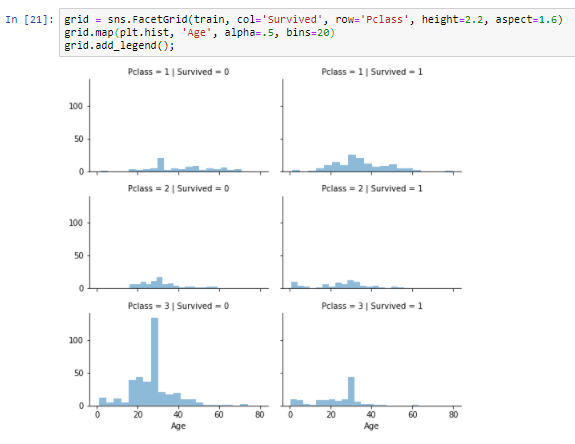 In [21]: grid = sns.FacetGrid(train, col='Survived', row='Pclass', height=2.2, aspect=1.6)
grid.map(plt.hist, 'Age', alpha=.5, bins=20)
grid.add_legend();
Pclass = 1 | Survived = 0 Pclass = 1 | Survived = 1
100
50
0
Pclass = 2 | Survived = 0 Pclass = 2 | Survived = 1
100
50
0
Pclass = 3 | Survived = 0 Pclass = 3 | Survived = 1
100
50
0
0 20 40 60 80 0 20 40 60 80
Age Age